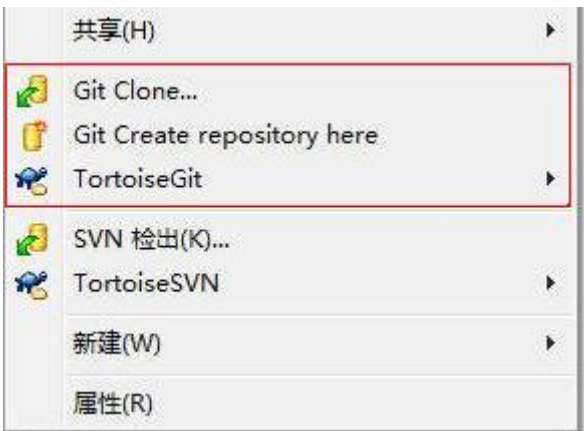 共享(H)
Git Clone...
Git Create repository here
TortoiseGit
SVN 检出(K)...
TortoiseSVN
新建(W)
属性(R)